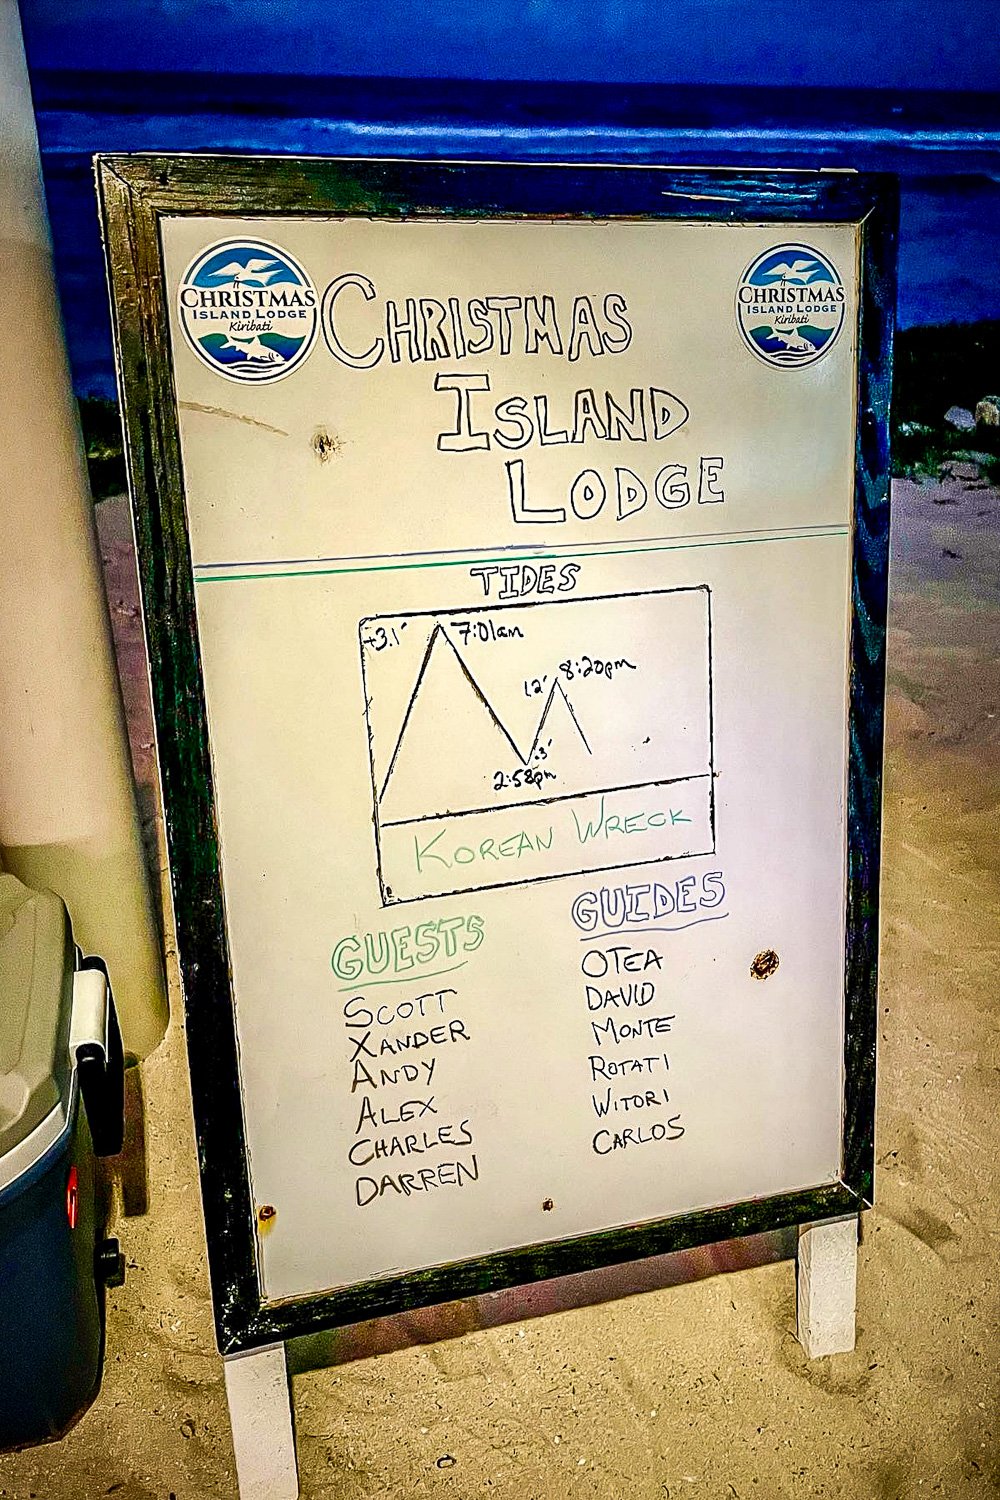 CHRISTMAS
ISLAND LODGE
Kiribati
CHRISTMAS
ISLAND LODGE
Kiribati
CHRISTMAS
ISLAND
LODGE
TIDES
+3.1' 7:01am
1.2' 8:20pm
.3'
2:58pm
KOREAN WRECK
GUESTS
SCOTT
XANDER
ANDY
ALEX
CHARLES
DARREN
GUIDES
OTEA
DAVID
MONTE
ROTATI
WITORI
CARLOS